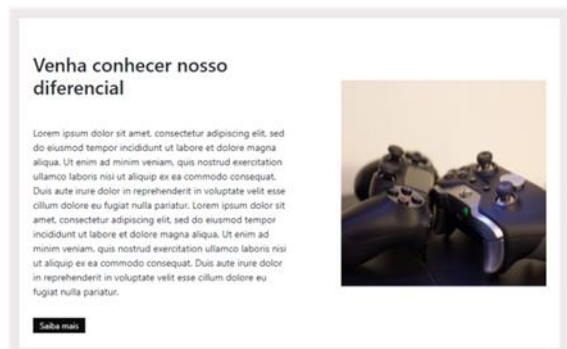 Venha conhecer nosso
diferencial
Lorem ipsum dolor sit amet, consectetur adipiscing elit, sed
do eiusmod tempor incididunt ut labore et dolore magna
aliqua. Ut enim ad minim veniam, quis nostrud exercitation
ullamco laboris nisi ut aliquip ex ea commodo consequat.
Duis aute irure dolor in reprehenderit in voluptate velit esse
cillum dolore eu fugiat nulla pariatur. Lorem ipsum dolor sit
amet, consectetur adipiscing elit, sed do eiusmod tempor
incididunt ut labore et dolore magna aliqua. Ut enim ad
minim veniam, quis nostrud exercitation ullamco laboris nisi
ut aliquip ex ea commodo consequat. Duis aute irure dolor
in reprehenderit in voluptate velit esse cillum dolore eu
fugiat nulla pariatur.
Saiba mais